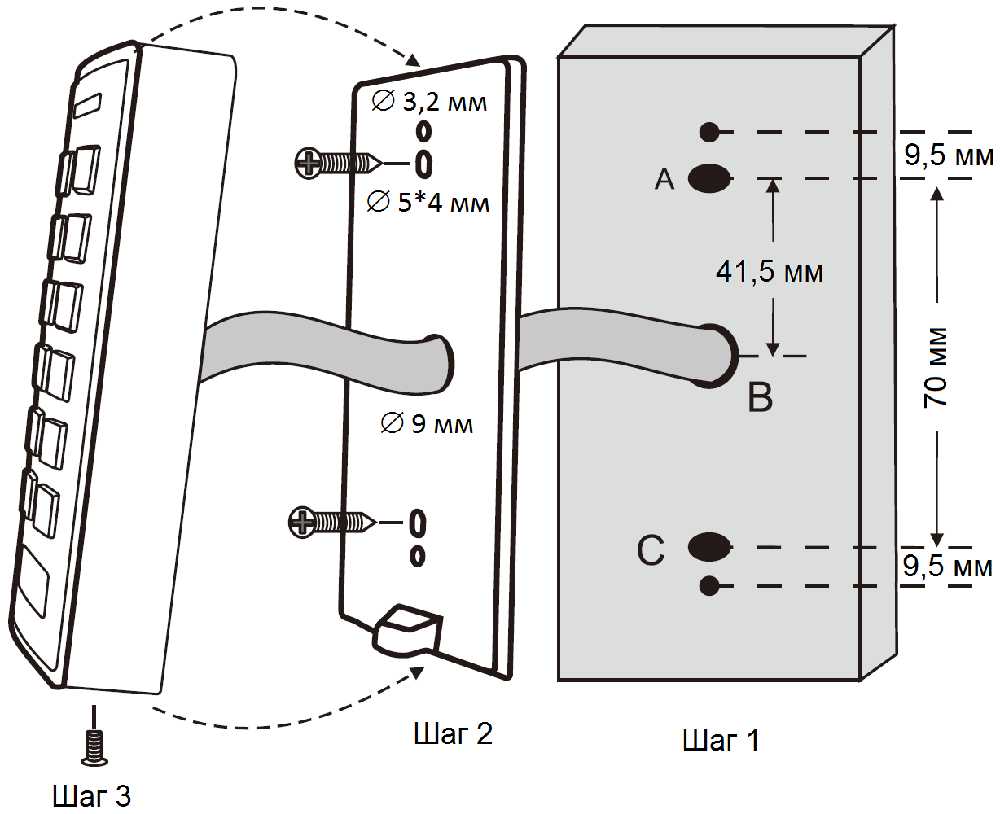 ∅ 3,2 мм
∅ 5*4 мм
∅ 9 мм
9,5 мм
A
41,5 мм
70 мм
B
C
9,5 мм
Шаг 2
Шаг 1
Шаг 3